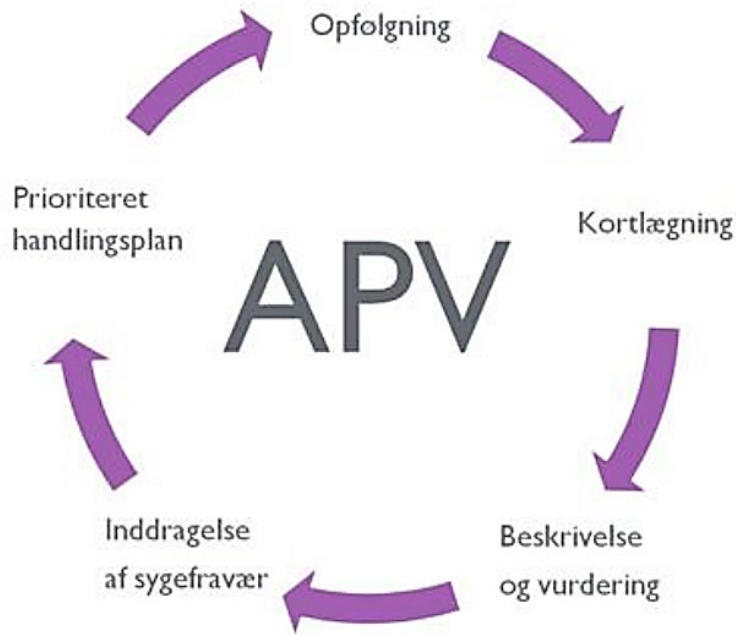 Opfølgning
Kortlægning
Beskrivelse
og vurdering
Inddragelse
af sygefravær
Prioriteret
handlingsplan
APV